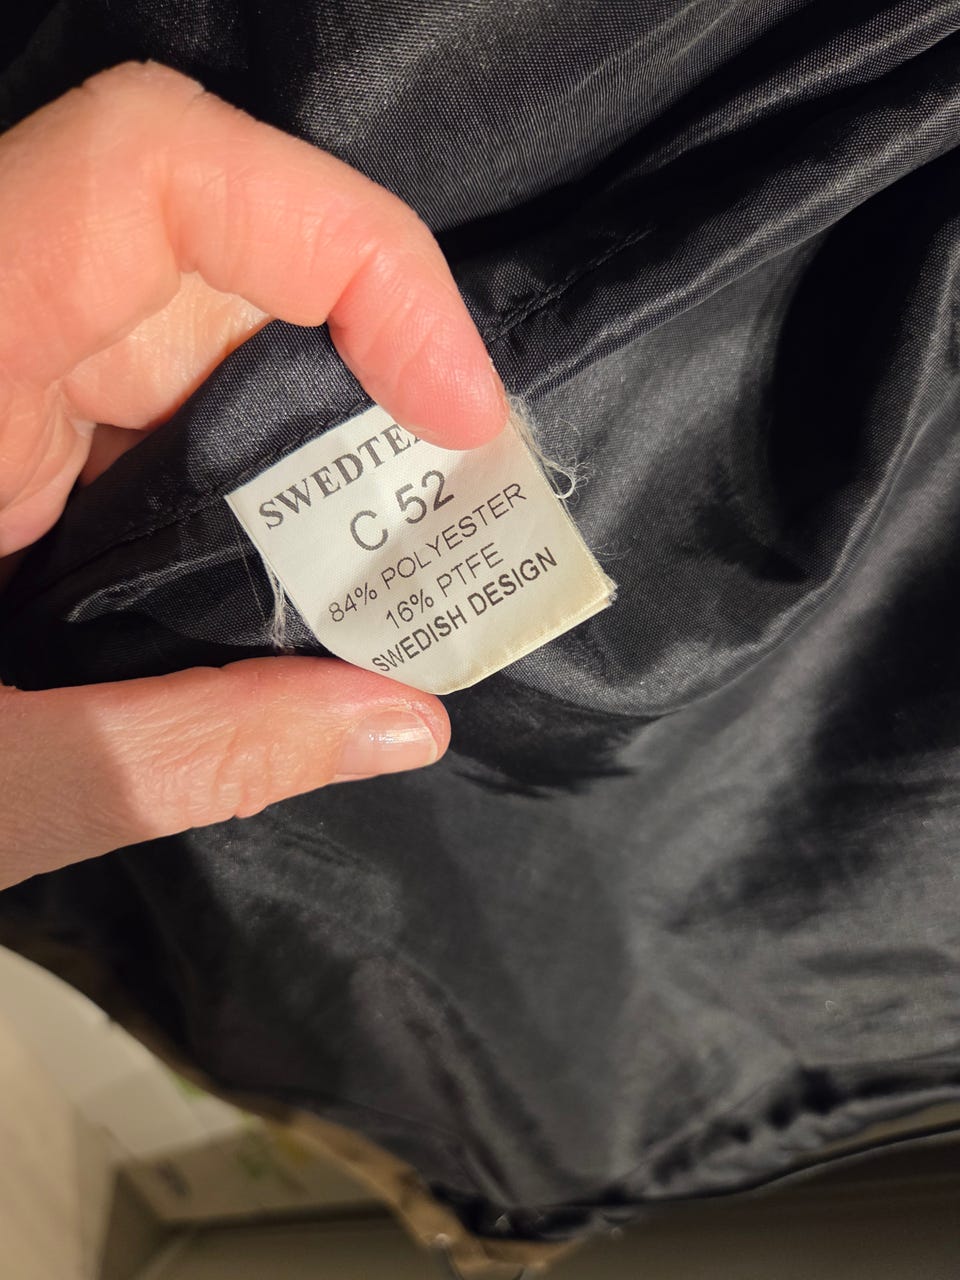 C 52
84% POLYESTER
16% PTFE
SWEDISH DESIGN